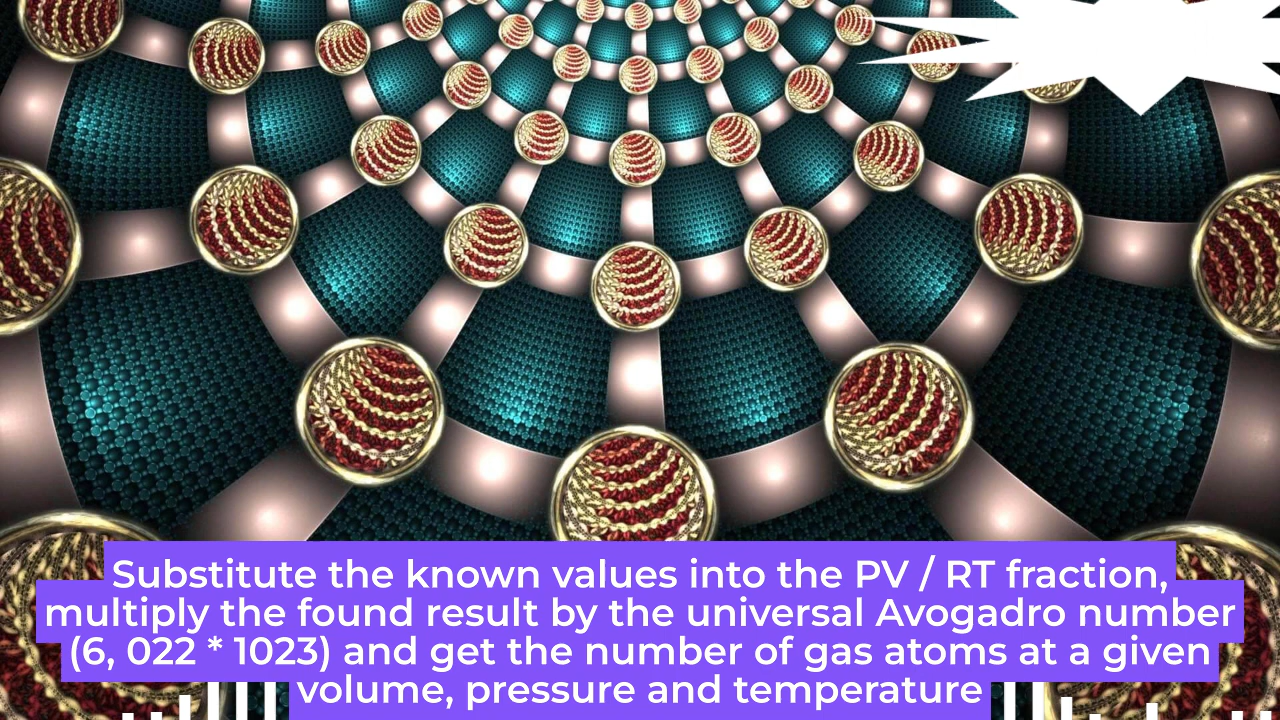 Substitute the known values into the PV / RT fraction,
multiply the found result by the universal Avogadro number
(6, 022 * 1023) and get the number of gas atoms at a given
volume, pressure and temperature